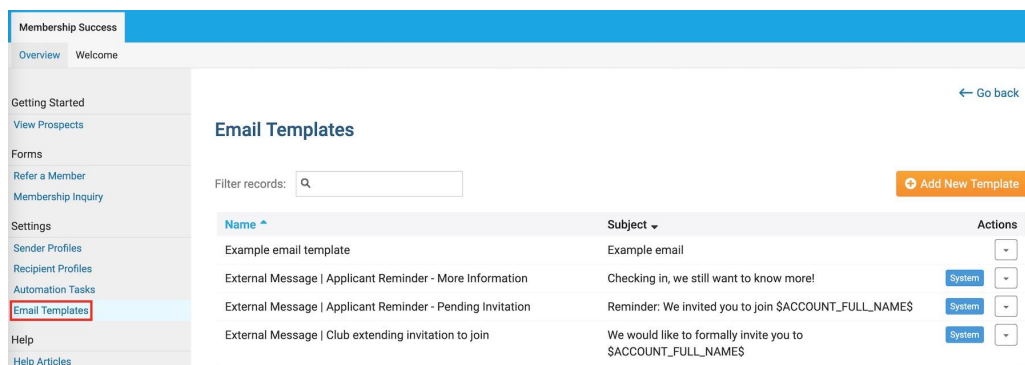 Membership Success
Overview Welcome
← Go back
Getting Started
View Prospects
Forms
Refer a Member
Membership Inquiry
Settings
Sender Profiles
Recipient Profiles
Automation Tasks
Email Templates
Help
Help Articles
Email Templates
Filter records:
Add New Template
Name Subject Actions
Example email template Example email
External Message | Applicant Reminder - More Information Checking in, we still want to know more! System
External Message | Applicant Reminder - Pending Invitation Reminder: We invited you to join $ACCOUNT_FULL_NAME$ System
External Message | Club extending invitation to join We would like to formally invite you to System
$ACCOUNT_FULL_NAME$